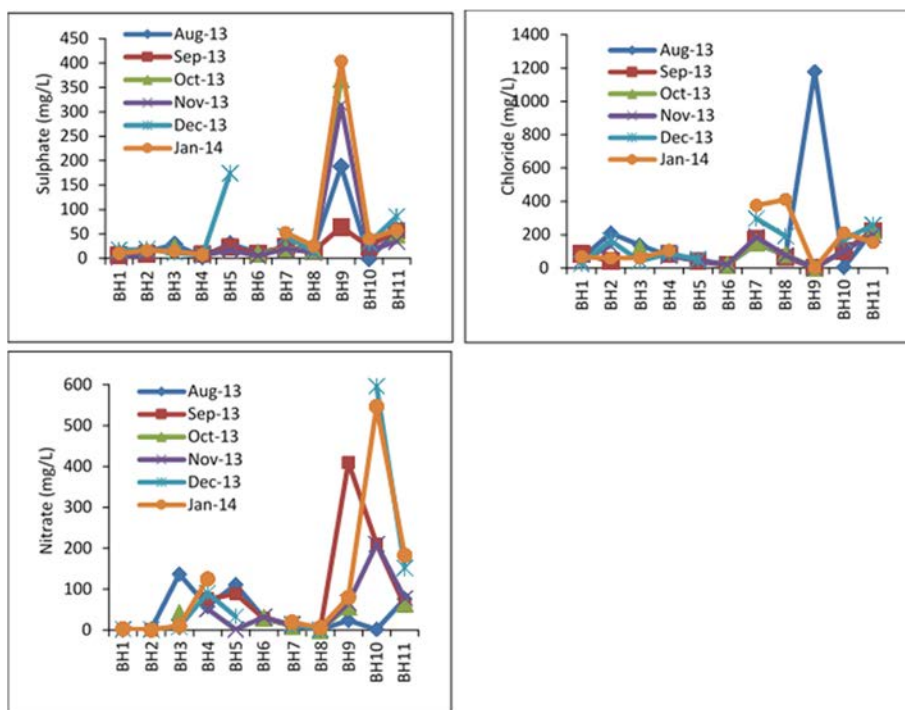 Sulphate (mg/L)
450
400
350
300
250
200
150
100
50
0
Aug-13
Sep-13
Oct-13
Nov-13
Dec-13
Jan-14
BH1
BH2
BH3
BH4
BH5
BH6
BH7
BH8
BH9
BH10
BH11
Chloride (mg/L)
1400
1200
1000
800
600
400
200
0
Aug-13
Sep-13
Oct-13
Nov-13
Dec-13
Jan-14
BH1
BH2
BH3
BH4
BH5
BH6
BH7
BH8
BH9
BH10
BH11
Nitrate (mg/L)
600
500
400
300
200
100
0
Aug-13
Sep-13
Oct-13
Nov-13
Dec-13
Jan-14
BH1
BH2
BH3
BH4
BH5
BH6
BH7
BH8
BH9
BH10
BH11